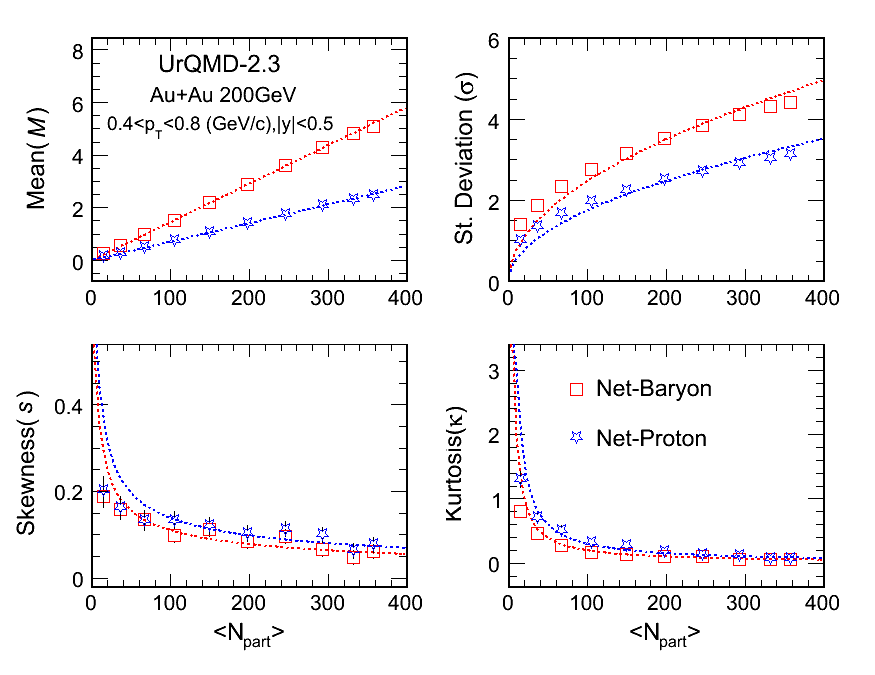 Mean( M )
8
6
4
2
0
UrQMD-2.3
Au+Au 200GeV
0.4<pT<0.8 (GeV/c),|y|<0.5
0 100 200 300 400
St. Deviation (σ)
6
4
2
0
0 100 200 300 400
Skewness( s )
0.4
0.2
0
0 100 200 300 400
<Npart>
Kurtosis(κ)
3
2
1
0
Net-Baryon
Net-Proton
0 100 200 300 400
<Npart>